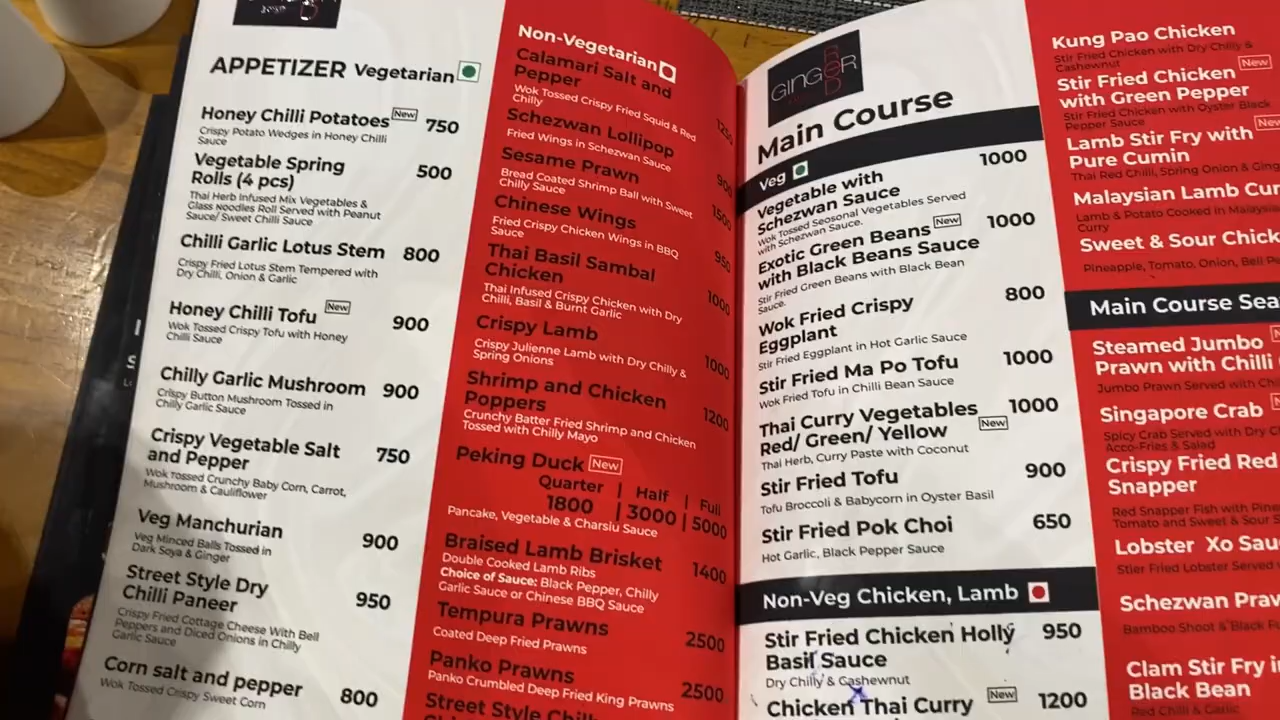 APPETIZER Vegetarian
Honey Chilli Potatoes New 750
Crispy Potato Wedges in Honey Chilli
Sauce
Vegetable Spring
Rolls (4 pcs) 500
Thai Herb Infused Mix Vegetables &
Glass Noodles Roll Served with Peanut
Sauce/ Sweet Chilli Sauce
Chilli Garlic Lotus Stem 800
Crispy Fried Lotus Stem Tempered with
Dry Chilli, Onion & Garlic
Honey Chilli Tofu New 900
Wok Tossed Crispy Tofu with Honey
Chilli Sauce
Chilly Garlic Mushroom 900
Crispy Button Mushroom Tossed in
Chilly Garlic Sauce
Crispy Vegetable Salt
and Pepper 750
Wok Tossed Crunchy Baby Corn, Carrot,
Mushroom & Cauliflower
Veg Manchurian 900
Veg Minced Balls Tossed in
Dark Soya & Ginger
Street Style Dry
Chilli Paneer 950
Crispy Fried Cottage Cheese With Bell
Peppers and Diced Onions in Chilly
Garlic Sauce
Corn salt and pepper 800
Wok Tossed Crispy Sweet Corn
Non-Vegetarian
Calamari Salt and
Pepper
Wok Tossed Crispy Fried Squid & Red
Chilly
Schezwan Lollipop
Fried Wings in Schezwan Sauce
Sesame Prawn
Bread Coated Shrimp Ball with Sweet
Chilly Sauce 1500
Chinese Wings
Fried Crispy Chicken Wings in BBQ
Sauce 950
Thai Basil Sambal
Chicken 1000
Thai Infused Crispy Chicken with Dry
Chilli, Basil & Burnt Garlic
Crispy Lamb
Crispy Julienne Lamb with Dry Chilly & 1000
Spring Onions
Shrimp and Chicken
Poppers 1200
Crunchy Batter Fried Shrimp and Chicken
Tossed with Chilly Mayo
Peking Duck New
Quarter | Half | Full
1800 | 3000 | 5000
Pancake, Vegetable & Charsiu Sauce
Braised Lamb Brisket 1400
Double Cooked Lamb Ribs
Choice of Sauce: Black Pepper, Chilly
Garlic Sauce or Chinese BBQ Sauce
Tempura Prawns 2500
Coated Deep Fried Prawns
Panko Prawns 2500
Panko Crumbled Deep Fried King Prawns
Street Style
GINGER
RED
Main Course
Veg
Vegetable with 1000
Schezwan Sauce
Wok Tossed Seosonal Vegetables Served
with Schezwan Sauce.
Exotic Green Beans New 1000
with Black Beans Sauce
Stir Fried Green Beans with Black Bean
Sauce.
Wok Fried Crispy 800
Eggplant
Stir Fried Eggplant in Hot Garlic Sauce
Stir Fried Ma Po Tofu 1000
Wok Fried Tofu in Chilli Bean Sauce
Thai Curry Vegetables 1000
Red/ Green/ Yellow New
Thai Herb, Curry Paste with Coconut
Stir Fried Tofu 900
Tofu Broccoli & Babycorn in Oyster Basil
Stir Fried Pok Choi 650
Hot Garlic, Black Pepper Sauce
Non-Veg Chicken, Lamb
Stir Fried Chicken Holly 950
Basil Sauce
Dry Chilly & Cashewnut
Chicken Thai Curry New 1200
Kung Pao Chicken
Stir Fried Chicken with Dry Chilly &
Cashewnut
Stir Fried Chicken New
with Green Pepper
Stir Fried Chicken with Oyster Black
Pepper Sauce
Lamb Stir Fry with New
Pure Cumin
Thai Red Chilli, Spring Onion &
Malaysian Lamb
Lamb & Potato Cooked in
Curry
Sweet & Sour
Pineapple, Tomato, Onion, Bell
Main Course
Steamed Jumbo
Prawn with Chilli
Jumbo Prawn Served with
Singapore Crab
Spicy Crab Served with Dry
Acco-Fries & Salad
Crispy Fried Red
Snapper
Red Snapper Fish with
Tomato and Sweet & Sour
Lobster Xo
Stier Fried Lobster Served
Schezwan
Bamboo Shoot & Black
Clam Stir Fry
Black Bean
Red Chilli & Garlic